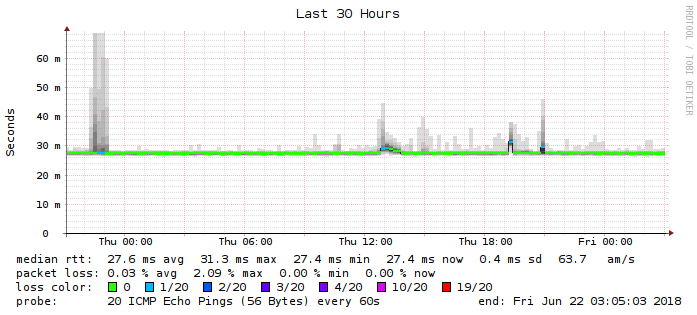 Last 30 Hours
RRDTOOL / TOBI OETIKER
Seconds
60 m
50 m
40 m
30 m
20 m
10 m
0
Thu 00:00 Thu 06:00 Thu 12:00 Thu 18:00 Fri 00:00
median rtt: 27.6 ms avg 31.3 ms max 27.4 ms min 27.4 ms now 0.4 ms sd 63.7 am/s
packet loss: 0.03 % avg 2.09 % max 0.00 % min 0.00 % now
loss color: 0 1/20 2/20 3/20 4/20 10/20 19/20
probe: 20 ICMP Echo Pings (56 Bytes) every 60s end: Fri Jun 22 03:05:03 2018